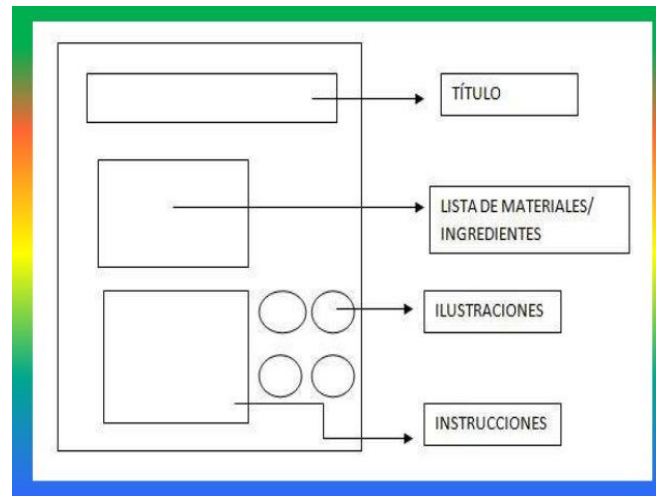 TÍTULO
LISTA DE MATERIALES/
INGREDIENTES
ILUSTRACIONES
INSTRUCCIONES